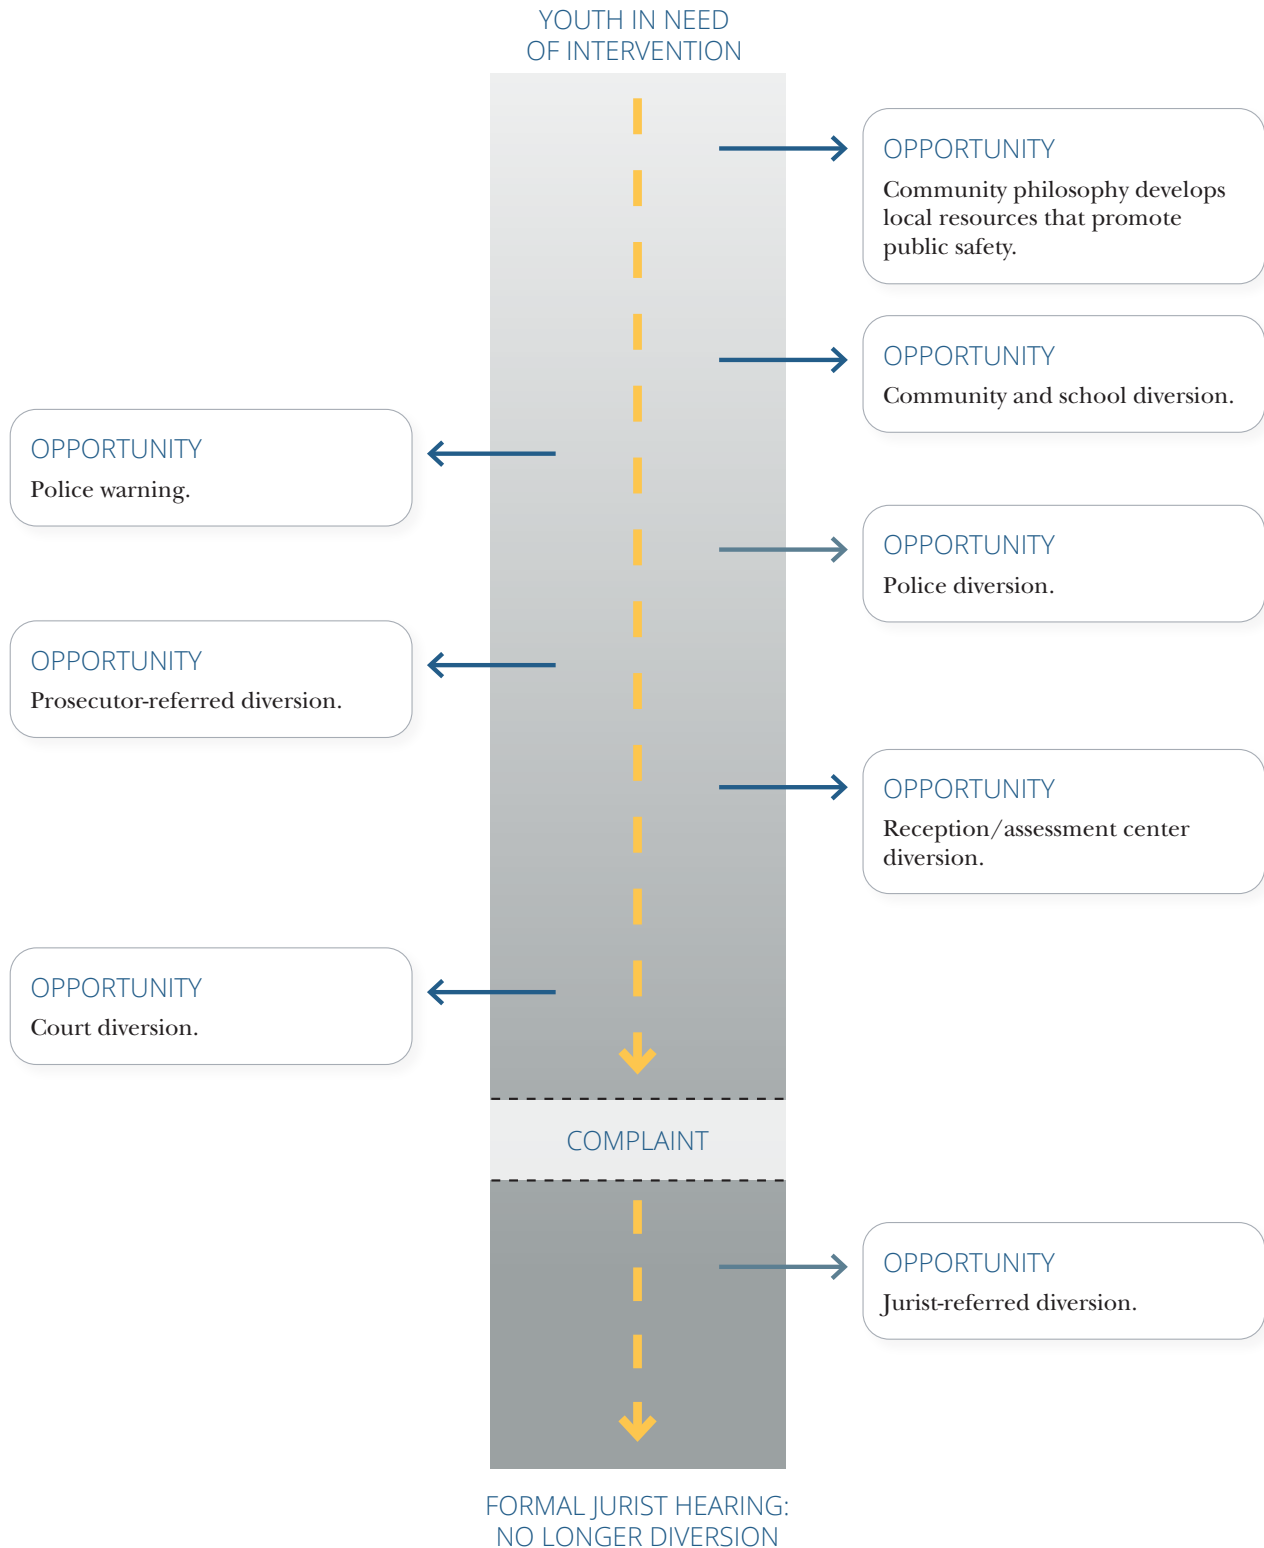 YOUTH IN NEED
OF INTERVENTION
OPPORTUNITY
Community philosophy develops
local resources that promote
public safety.
OPPORTUNITY
Community and school diversion.
OPPORTUNITY
Police warning.
OPPORTUNITY
Police diversion.
OPPORTUNITY
Prosecutor-referred diversion.
OPPORTUNITY
Reception/assessment center
diversion.
OPPORTUNITY
Court diversion.
COMPLAINT
OPPORTUNITY
Jurist-referred diversion.
FORMAL JURIST HEARING:
NO LONGER DIVERSION